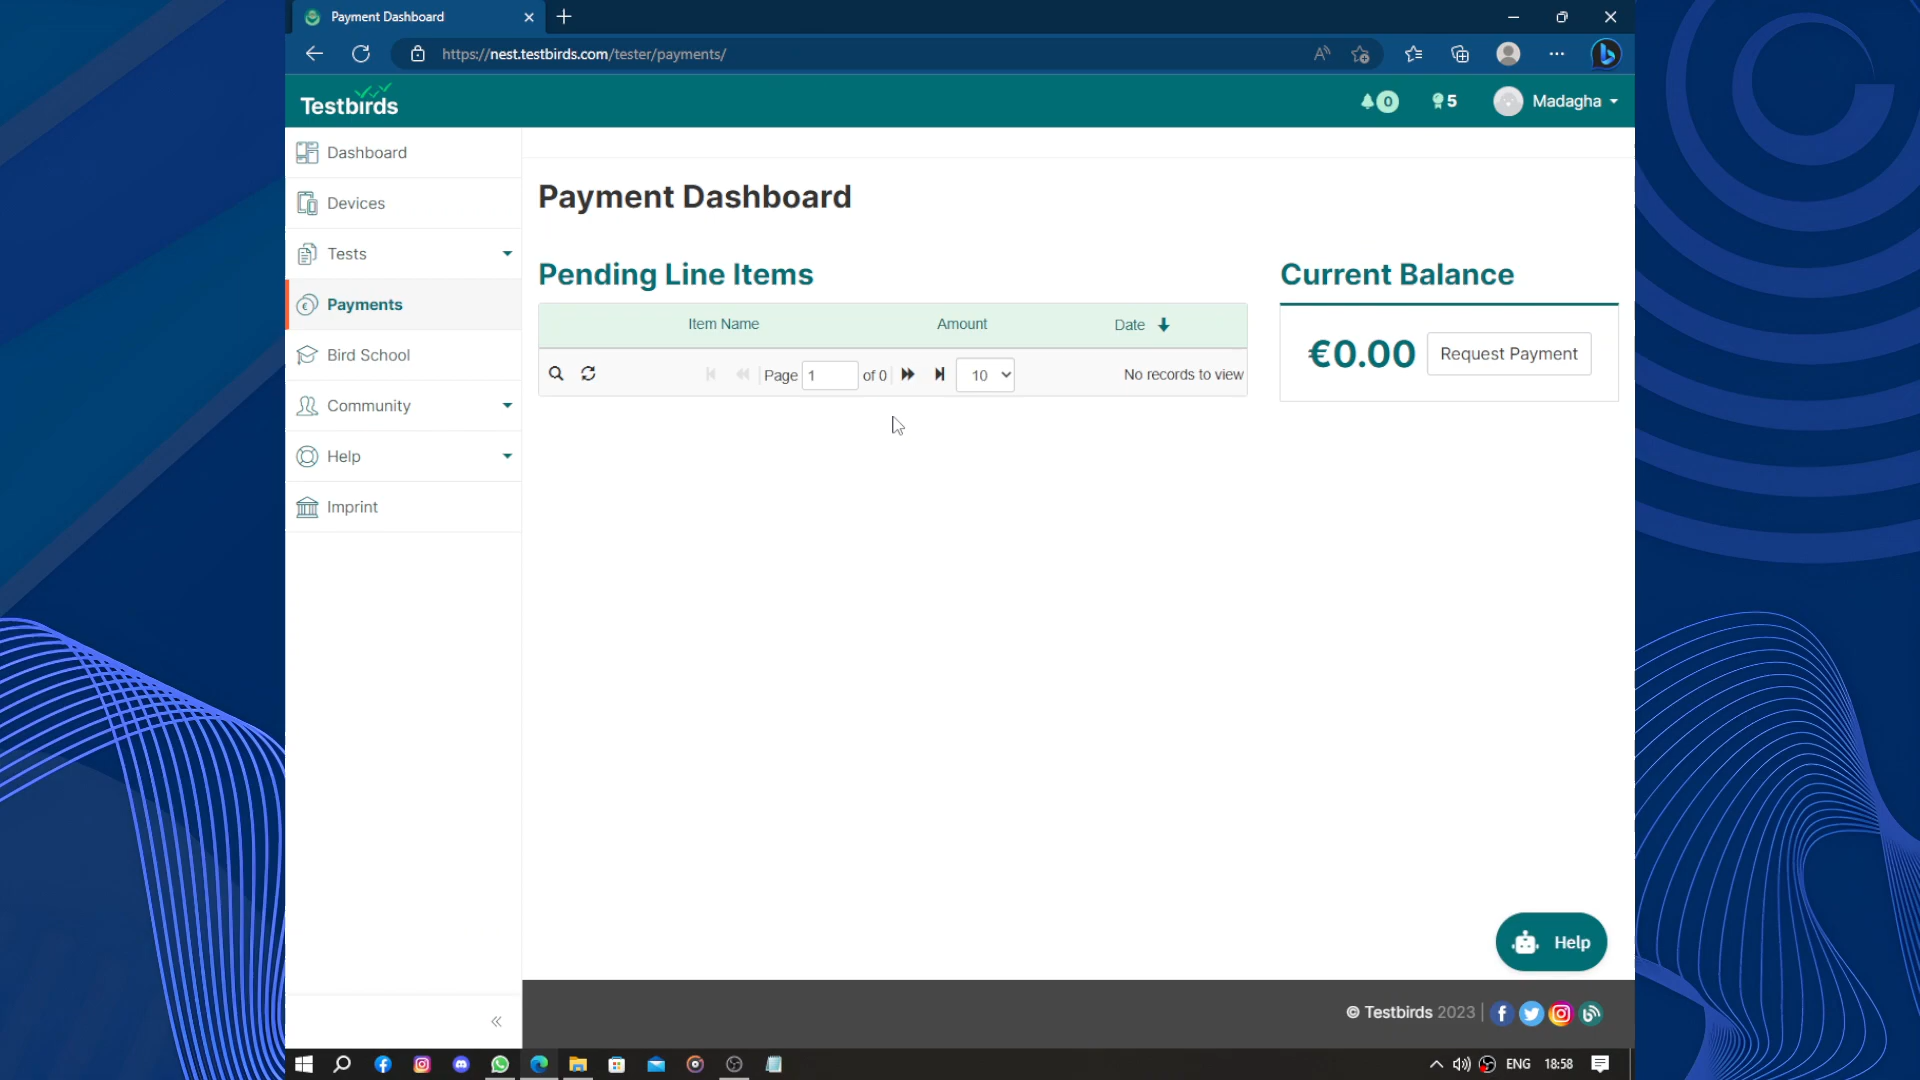 Payment Dashboard
https://nest.testbirds.com/tester/payments/
Testbirds
0
5
Madagha
Dashboard
Devices
Tests
Payments
Bird School
Community
Help
Imprint
Payment Dashboard
Pending Line Items
Item Name Amount Date
Page 1 of 0 10 No records to view
Current Balance
€0.00 Request Payment
Help
© Testbirds 2023
ENG 18:58